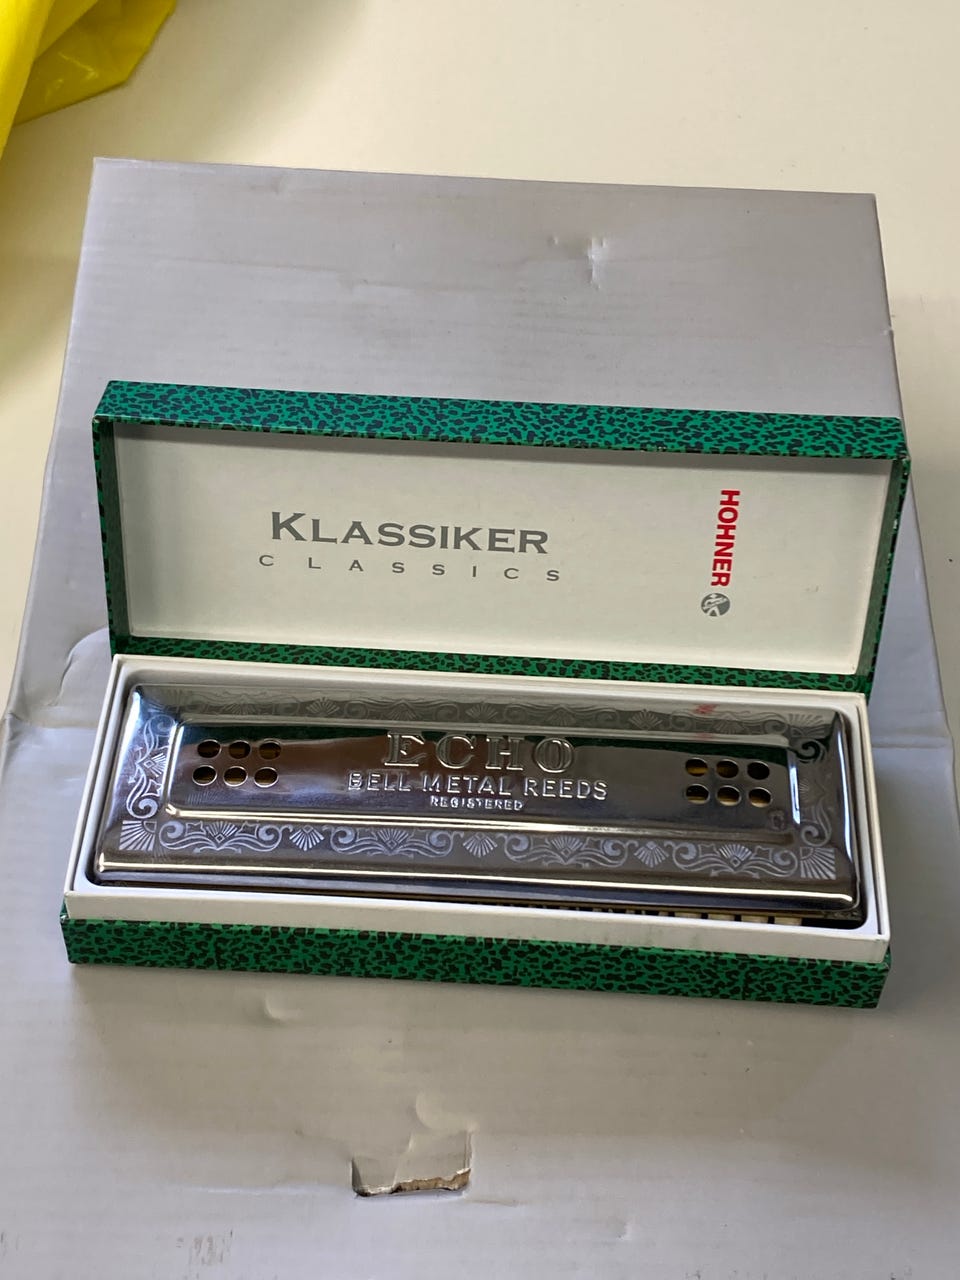 KLASSIKER
CLASSICS
HOHNER
ECHO
BELL METAL REEDS
REGISTERED